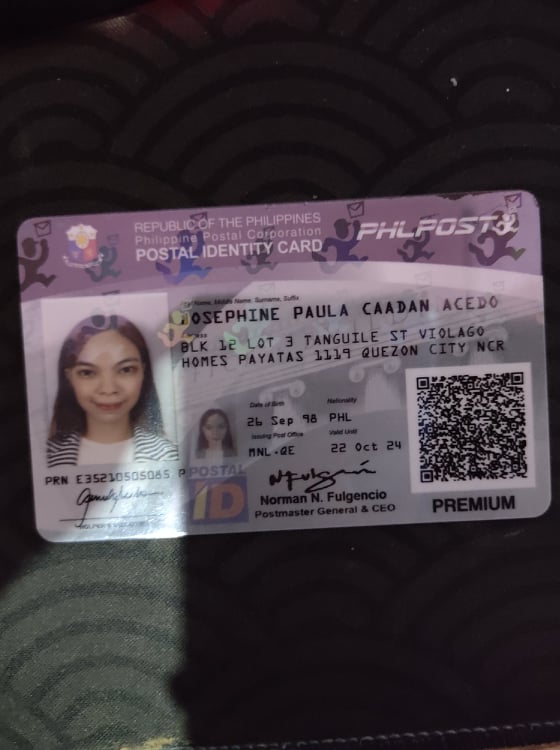 REPUBLIC OF THE PHILIPPINES
Philippine Postal Corporation
POSTAL IDENTITY CARD
PHLPOST
First Name, Middle Name, Surname, Suffix
JOSEPHINE PAULA CAADAN ACEDO
Address
BLK 12 LOT 3 TANGUILE ST VIOLAGO
HOMES PAYATAS 1119 QUEZON CITY NCR
Date of Birth Nationality
26 Sep 98 PHL
Issuing Post Office Valid Until
MNL-QE 22 Oct 24
PRN E35210505085 P
POSTAL
ID
Norman N. Fulgencio
Postmaster General & CEO
PREMIUM